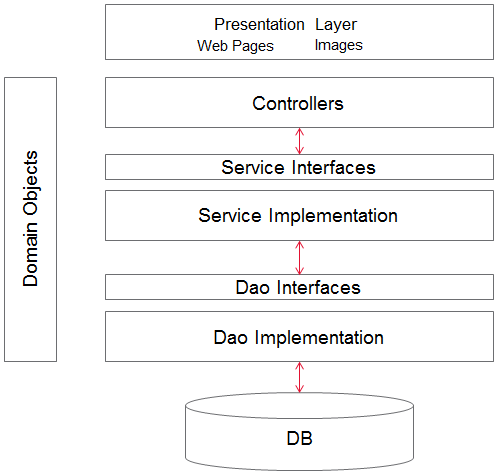 Presentation Layer
Web Pages Images
Controllers
Service Interfaces
Service Implementation
Dao Interfaces
Dao Implementation
DB
Domain Objects